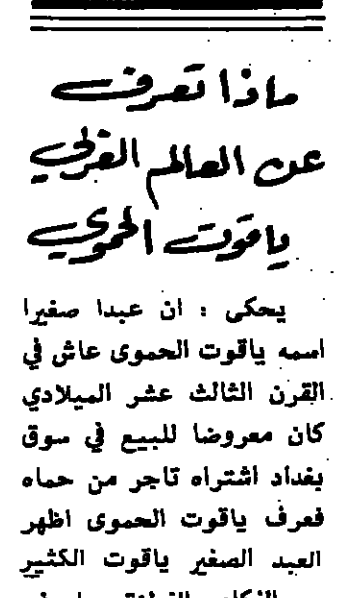 ماذا تعرف
عن العالم العربي
ياقوت الحموي
يحكى : ان عبدا صغيرا
اسمه ياقوت الحموى عاش في
القرن الثالث عشر الميلادي
كان معروضا للبيع في سوق
بغداد اشتراه تاجر من حماه
فعرف ياقوت الحموى اظهر
العبد الصغير ياقوت الكثير